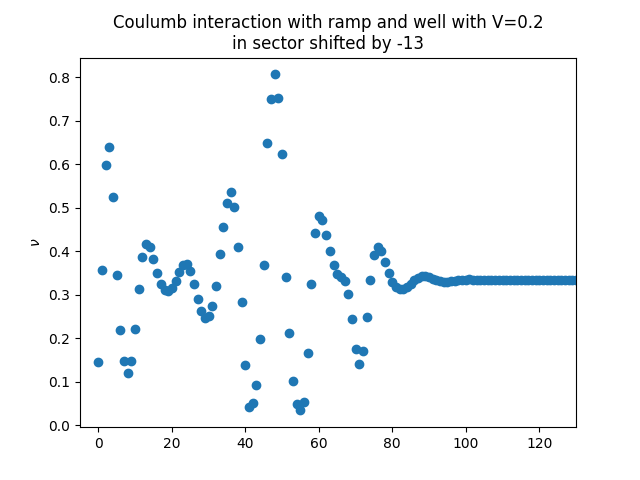 Coulumb interaction with ramp and well with V=0.2
in sector shifted by -13
0.8
0.7
0.6
0.5
ν
0.4
0.3
0.2
0.1
0.0
0 20 40 60 80 100 120